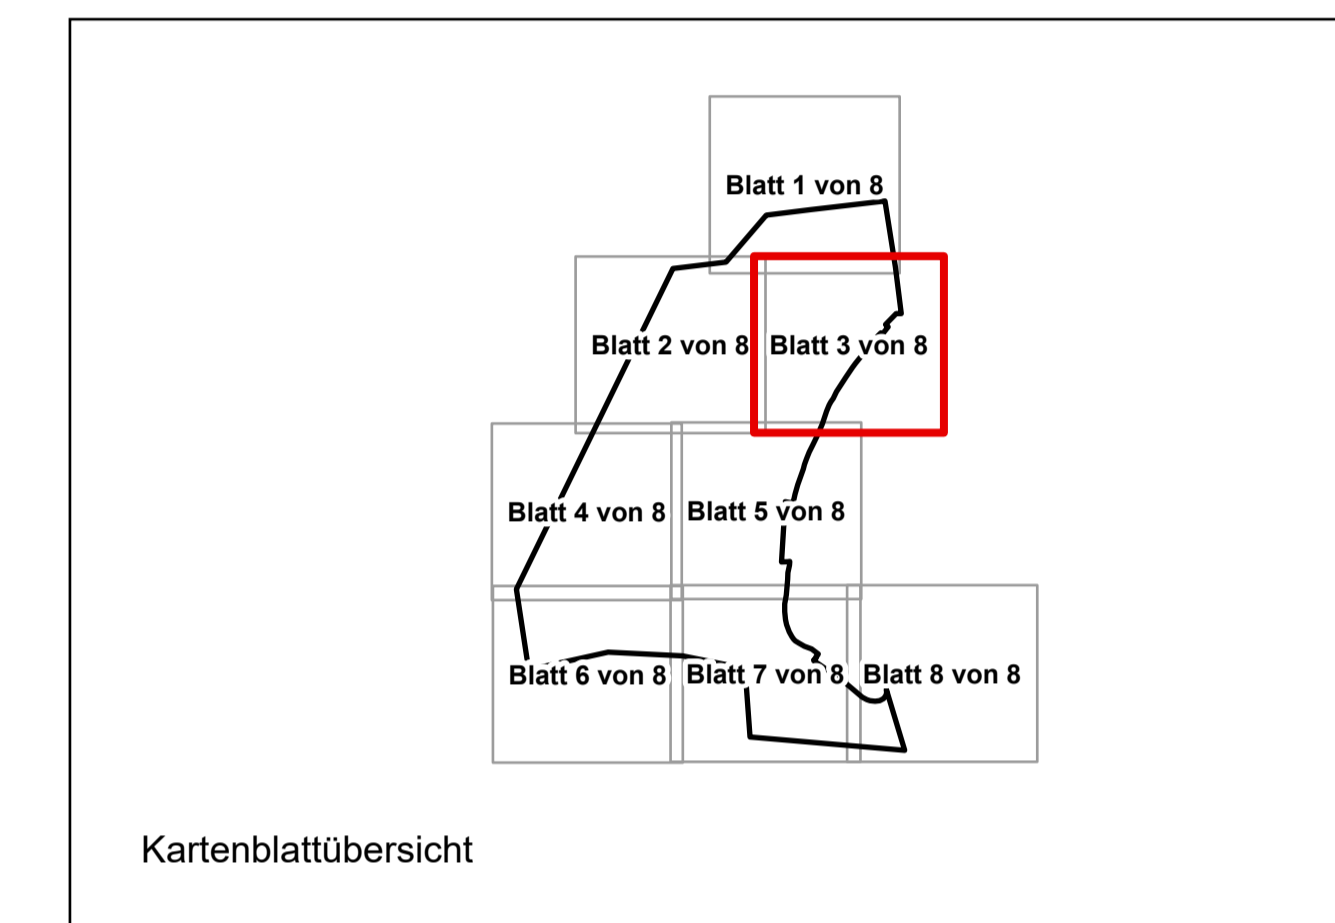 Blatt 1 von 8
Blatt 2 von 8
Blatt 3 von 8
Blatt 4 von 8
Blatt 5 von 8
Blatt 6 von 8
Blatt 7 von 8
Blatt 8 von 8
Kartenblattübersicht